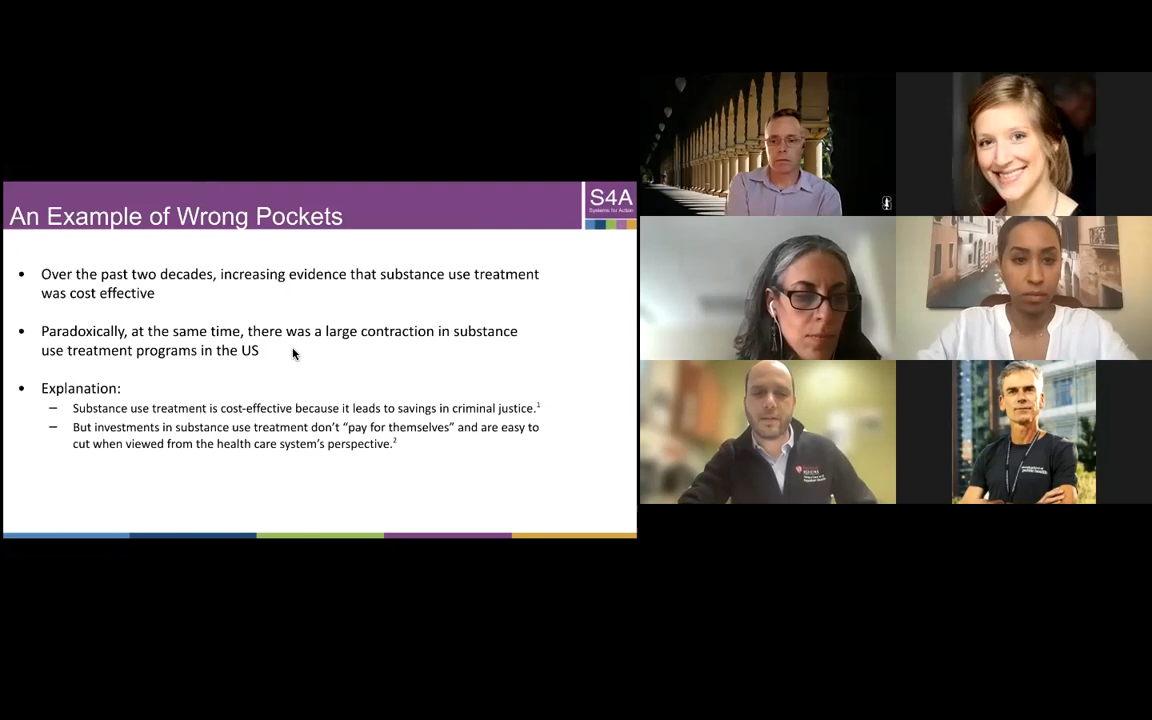 An Example of Wrong Pockets
S4A
Systems for Action
• Over the past two decades, increasing evidence that substance use treatment
was cost effective
• Paradoxically, at the same time, there was a large contraction in substance
use treatment programs in the US
• Explanation:
– Substance use treatment is cost-effective because it leads to savings in criminal justice.¹
– But investments in substance use treatment don’t “pay for themselves” and are easy to
cut when viewed from the health care system’s perspective.²